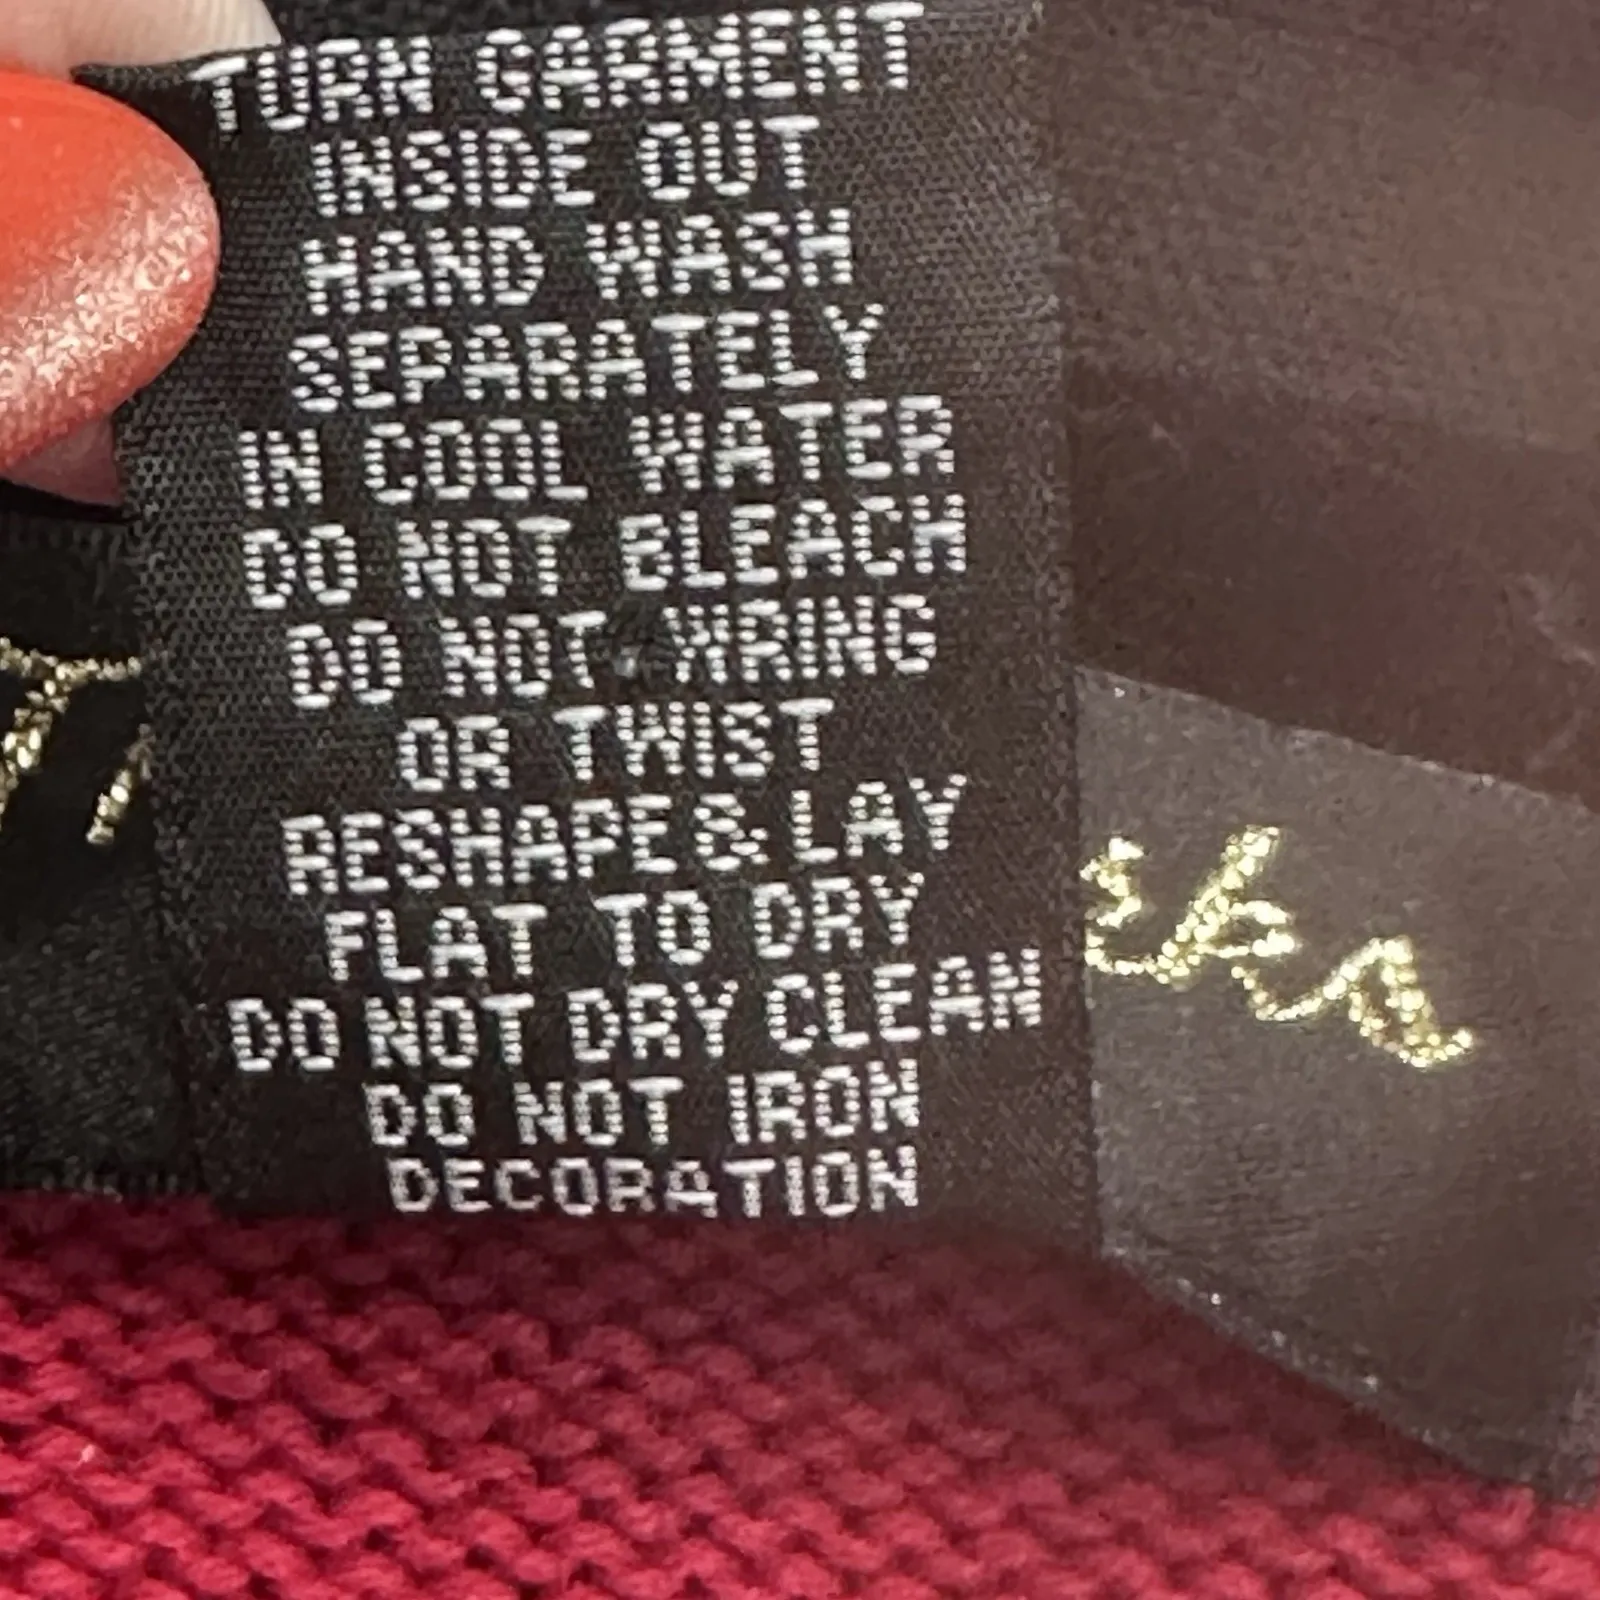 TURN GARMENT
INSIDE OUT
HAND WASH
SEPARATELY
IN COOL WATER
DO NOT BLEACH
DO NOT WRING
OR TWIST
RESHAPE & LAY
FLAT TO DRY
DO NOT DRY CLEAN
DO NOT IRON
DECORATION